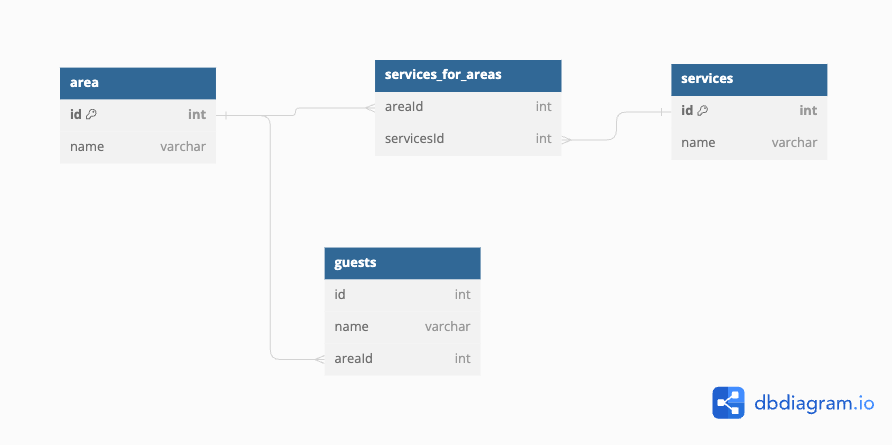 area
id int
name varchar
services_for_areas
areaId int
servicesId int
services
id int
name varchar
guests
id int
name varchar
areaId int
dbdiagram.io